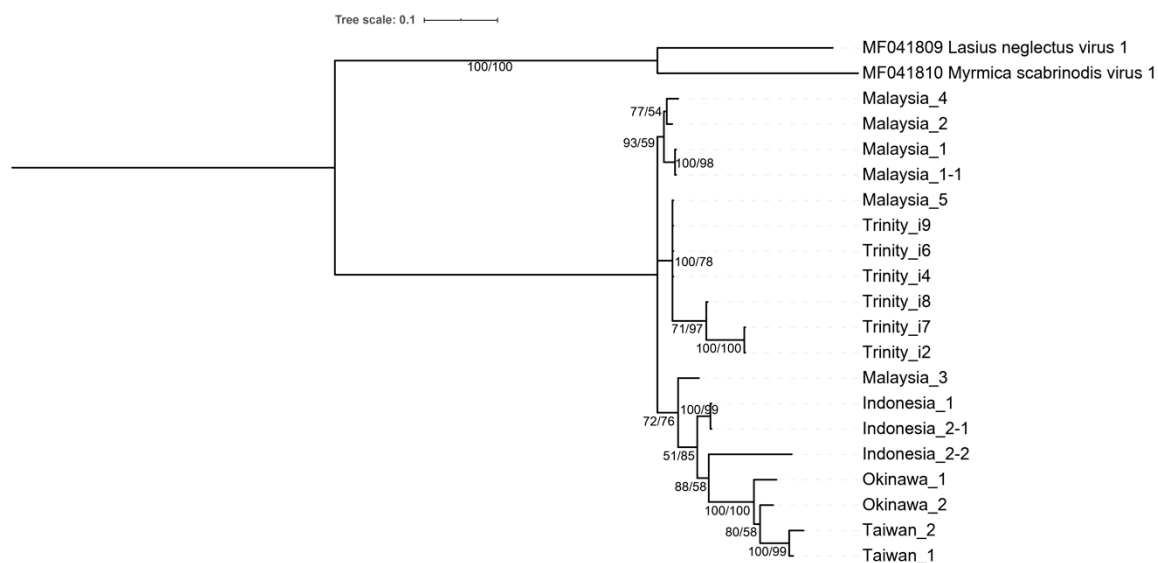 Tree scale: 0.1
MF041809 Lasius neglectus virus 1
100/100
MF041810 Myrmica scabrinodis virus 1
Malaysia_4
77/54
Malaysia_2
93/59
Malaysia_1
100/98
Malaysia_1-1
Malaysia_5
Trinity_i9
Trinity_i6
100/78
Trinity_i4
Trinity_i8
71/97
Trinity_i7
100/100
Trinity_i2
Malaysia_3
Indonesia_1
100/99
72/76
Indonesia_2-1
51/85
Indonesia_2-2
88/58
Okinawa_1
100/100
Okinawa_2
80/58
Taiwan_2
100/99
Taiwan_1